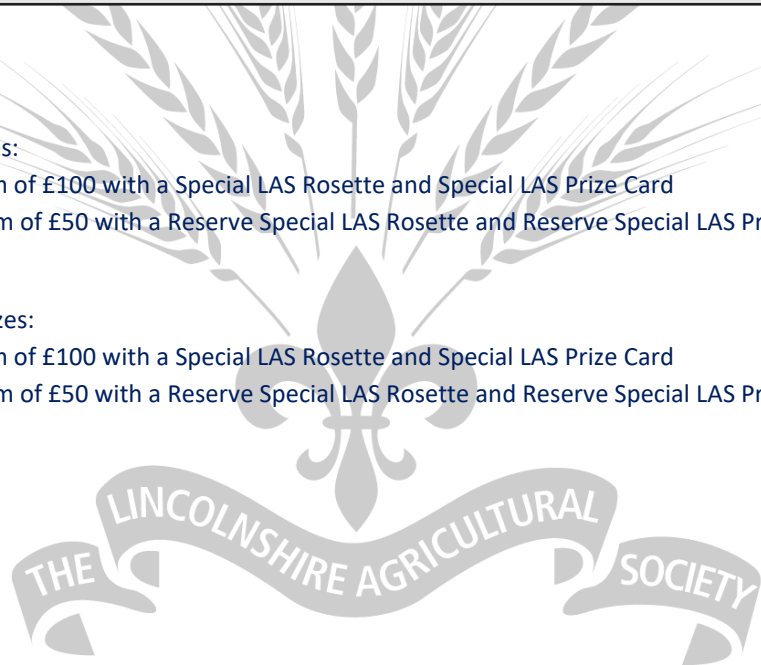 s:
m of £100 with a Special LAS Rosette and Special LAS Prize Card
m of £50 with a Reserve Special LAS Rosette and Reserve Special LAS Pr
zes:
m of £100 with a Special LAS Rosette and Special LAS Prize Card
m of £50 with a Reserve Special LAS Rosette and Reserve Special LAS Pr
THE LINCOLNSHIRE AGRICULTURAL SOCIETY